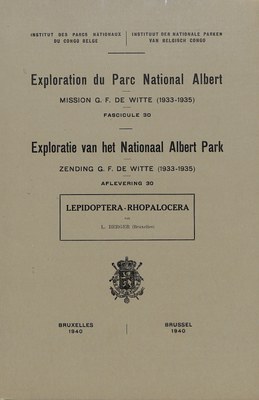 INSTITUT DES PARCS NATIONAUX
DU CONGO BELGE
INSTITUUT DER NATIONALE PARKEN
VAN BELGISCH CONGO
Exploration du Parc National Albert
MISSION G. F. DE WITTE (1933-1935)
FASCICULE 30
Exploratie van het Nationaal Albert Park
ZENDING G. F. DE WITTE (1933-1935)
AFLEVERING 30
LEPIDOPTERA-RHOPALOCERA
L. BERGER (Bruxelles)
BRUXELLES
1940
BRUSSEL
1940